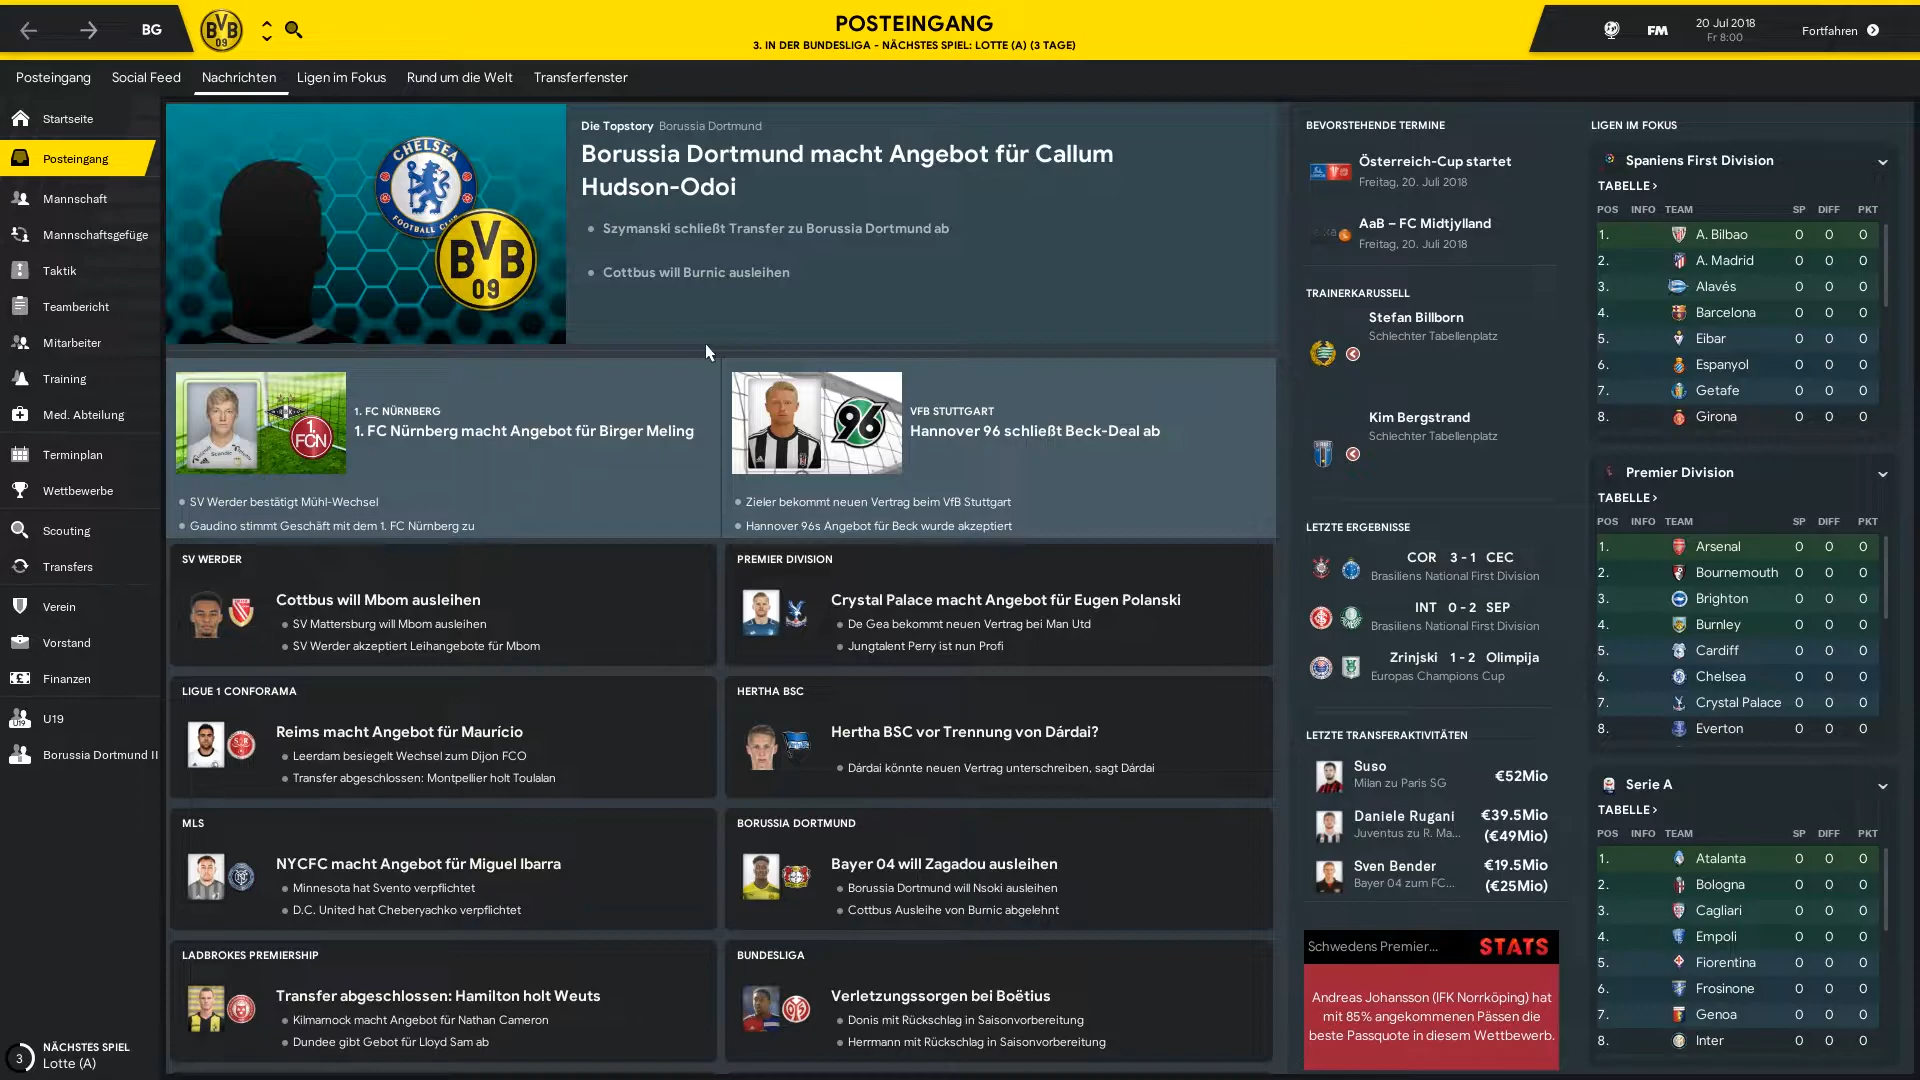 BG
POSTEINGANG
3. IN DER BUNDESLIGA - NÄCHSTES SPIEL: LOTTE (A) (3 TAGE)
FM
20 Jul 2018
Fr 8:00
Fortfahren
Posteingang
Social Feed
Nachrichten
Ligen im Fokus
Rund um die Welt
Transferfenster
Startseite
Posteingang
Mannschaft
Mannschaftsgefüge
Taktik
Teambericht
Mitarbeiter
Training
Med. Abteilung
Terminplan
Wettbewerbe
Scouting
Transfers
Verein
Vorstand
Finanzen
U19
Borussia Dortmund II
3
NÄCHSTES SPIEL
Lotte (A)
CHELSEA
FOOTBALL CLUB
BVB
09
Die Topstory Borussia Dortmund
Borussia Dortmund macht Angebot für Callum
Hudson-Odoi
Szymanski schließt Transfer zu Borussia Dortmund ab
Cottbus will Burnic ausleihen
1. FC NÜRNBERG
1. FC Nürnberg macht Angebot für Birger Meling
SV Werder bestätigt Mühl-Wechsel
Gaudino stimmt Geschäft mit dem 1. FC Nürnberg zu
VFB STUTTGART
Hannover 96 schließt Beck-Deal ab
Zieler bekommt neuen Vertrag beim VfB Stuttgart
Hannover 96s Angebot für Beck wurde akzeptiert
SV WERDER
Cottbus will Mbom ausleihen
SV Mattersburg will Mbom ausleihen
SV Werder akzeptiert Leihangebote für Mbom
PREMIER DIVISION
Crystal Palace macht Angebot für Eugen Polanski
De Gea bekommt neuen Vertrag bei Man Utd
Jungtalent Perry ist nun Profi
LIGUE 1 CONFORAMA
Reims macht Angebot für Maurício
Leerdam besiegelt Wechsel zum Dijon FCO
Transfer abgeschlossen: Montpellier holt Toulalan
HERTHA BSC
Hertha BSC vor Trennung von Dárdai?
Dárdai könnte neuen Vertrag unterschreiben, sagt Dárdai
MLS
NYCFC macht Angebot für Miguel Ibarra
Minnesota hat Svento verpflichtet
D.C. United hat Cheberyachko verpflichtet
BORUSSIA DORTMUND
Bayer 04 will Zagadou ausleihen
Borussia Dortmund will Nsoki ausleihen
Cottbus Ausleihe von Burnic abgelehnt
LADBROKES PREMIERSHIP
Transfer abgeschlossen: Hamilton holt Weuts
Kilmarnock macht Angebot für Nathan Cameron
Dundee gibt Gebot für Lloyd Sam ab
BUNDESLIGA
Verletzungssorgen bei Boëtius
Donis mit Rückschlag in Saisonvorbereitung
Herrmann mit Rückschlag in Saisonvorbereitung
BEVORSTEHENDE TERMINE
Österreich-Cup startet
Freitag, 20. Juli 2018
AaB – FC Midtjylland
Freitag, 20. Juli 2018
TRAINERKARUSSELL
Stefan Billborn
Schlechter Tabellenplatz
Kim Bergstrand
Schlechter Tabellenplatz
LETZTE ERGEBNISSE
COR 3 - 1 CEC
Brasiliens National First Division
INT 0 - 2 SEP
Brasiliens National First Division
Zrinjski 1 - 2 Olimpija
Europas Champions Cup
LETZTE TRANSFERAKTIVITÄTEN
Suso €52Mio
Milan zu Paris SG
Daniele Rugani €39.5Mio
Juventus zu R. Ma... (€49Mio)
Sven Bender €19.5Mio
Bayer 04 zum FC... (€25Mio)
Schwedens Premier... STATS
Andreas Johansson (IFK Norrköping) hat
mit 85% angekommenen Pässen die
beste Passquote in diesem Wettbewerb.
LIGEN IM FOKUS
Spaniens First Division
TABELLE >
POS INFO TEAM SP DIFF PKT
1. A. Bilbao 0 0 0
2. A. Madrid 0 0 0
3. Alavés 0 0 0
4. Barcelona 0 0 0
5. Eibar 0 0 0
6. Espanyol 0 0 0
7. Getafe 0 0 0
8. Girona 0 0 0
Premier Division
TABELLE >
POS INFO TEAM SP DIFF PKT
1. Arsenal 0 0 0
2. Bournemouth 0 0 0
3. Brighton 0 0 0
4. Burnley 0 0 0
5. Cardiff 0 0 0
6. Chelsea 0 0 0
7. Crystal Palace 0 0 0
8. Everton 0 0 0
Serie A
TABELLE >
POS INFO TEAM SP DIFF PKT
1. Atalanta 0 0 0
2. Bologna 0 0 0
3. Cagliari 0 0 0
4. Empoli 0 0 0
5. Fiorentina 0 0 0
6. Frosinone 0 0 0
7. Genoa 0 0 0
8. Inter 0 0 0